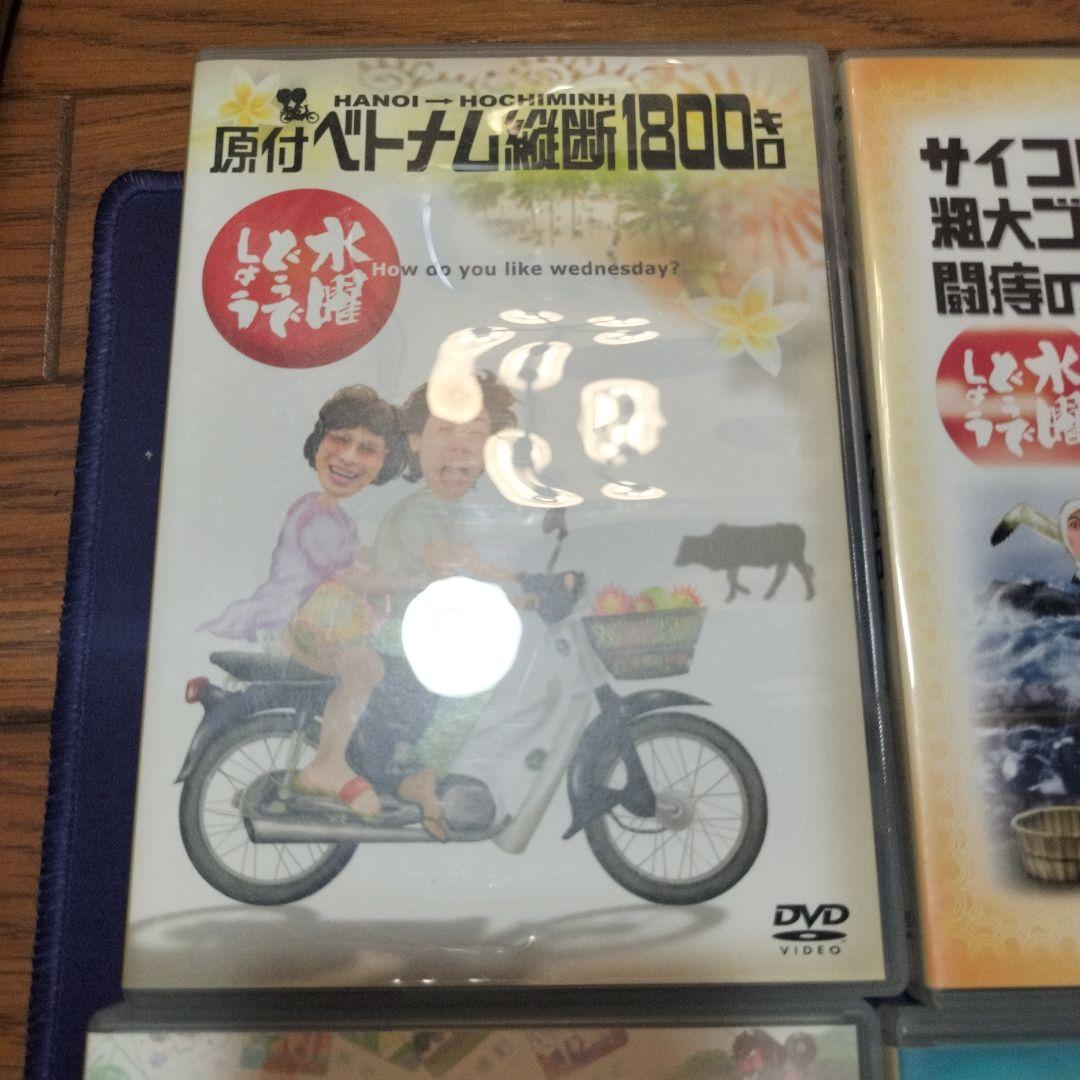 HANOI→HOCHIMINH
原付ベトナム縦断1800キロ
水曜
どうで
しょう
How do you like wednesday?
DVD
VIDEO
サイコ
粗大ゴ
闘痔の
水曜
どうで
しょう